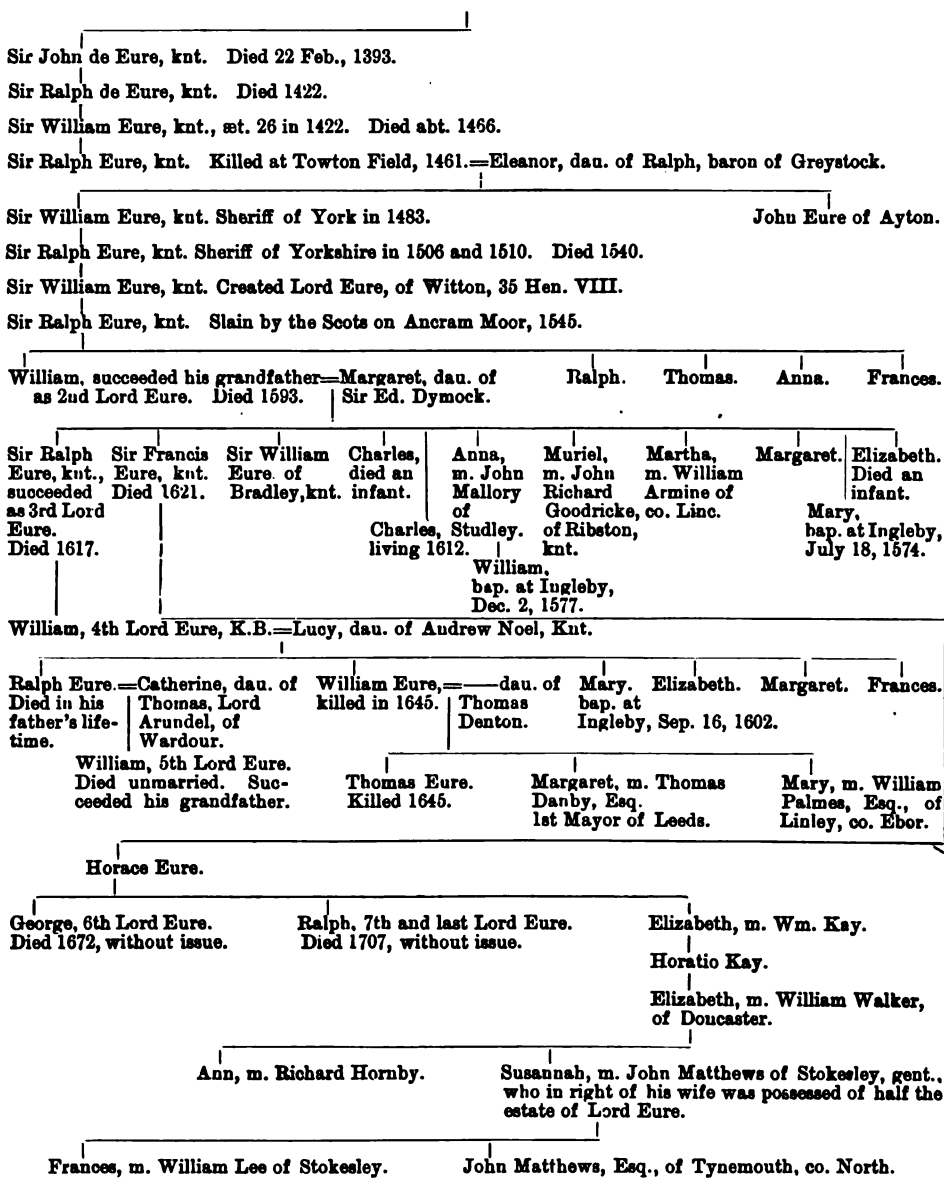 Sir John de Eure, knt. Died 22 Feb., 1393.
Sir Ralph de Eure, knt. Died 1422.
Sir William Eure, knt., æt. 26 in 1422. Died abt. 1466.
Sir Ralph Eure, knt. Killed at Towton Field, 1461.=Eleanor, dau. of Ralph, baron of Greystock.
Sir William Eure, knt. Sheriff of York in 1483.
John Eure of Ayton.
Sir Ralph Eure, knt. Sheriff of Yorkshire in 1506 and 1510. Died 1540.
Sir William Eure, knt. Created Lord Eure, of Witton, 35 Hen. VIII.
Sir Ralph Eure, knt. Slain by the Scots on Ancram Moor, 1545.
William, succeeded his grandfather=Margaret, dau. of
as 2nd Lord Eure. Died 1593. Sir Ed. Dymock.
Ralph.
Thomas.
Anna.
Frances.
Sir Ralph
Eure, knt.,
succeeded
as 3rd Lord
Eure.
Died 1617.
Sir Francis
Eure, knt.
Died 1621.
Sir William
Eure. of
Bradley, knt.
Charles,
died an
infant.
Charles,
living 1612.
Anna,
m. John
Mallory
of
Studley.
William,
bap. at Ingleby,
Dec. 2, 1577.
Muriel,
m. John
Richard
Goodricke,
of Ribston,
knt.
Martha,
m. William
Armine of
co. Linc.
Margaret.
Elizabeth.
Died an
infant.
Mary,
bap. at Ingleby,
July 18, 1574.
William, 4th Lord Eure, K.B.=Lucy, dau. of Andrew Noel, Knt.
Ralph Eure.=Catherine, dau. of
Died in his Thomas, Lord
father's life- Arundel, of
time. Wardour.
William, 5th Lord Eure.
Died unmarried. Suc-
ceeded his grandfather.
William Eure,=——dau. of
killed in 1645. Thomas
Denton.
Mary.
bap. at
Ingleby, Sep. 16, 1602.
Elizabeth.
Margaret.
Frances.
Thomas Eure.
Killed 1645.
Margaret, m. Thomas
Danby, Esq.
1st Mayor of Leeds.
Mary, m. William
Palmes, Esq., of
Linley, co. Ebor.
Horace Eure.
George, 6th Lord Eure.
Died 1672, without issue.
Ralph, 7th and last Lord Eure.
Died 1707, without issue.
Elizabeth, m. Wm. Kay.
Horatio Kay.
Elizabeth, m. William Walker,
of Doncaster.
Ann, m. Richard Hornby.
Susannah, m. John Matthews of Stokesley, gent.,
who in right of his wife was possessed of half the
estate of Lord Eure.
Frances, m. William Lee of Stokesley.
John Matthews, Esq., of Tynemouth, co. North.